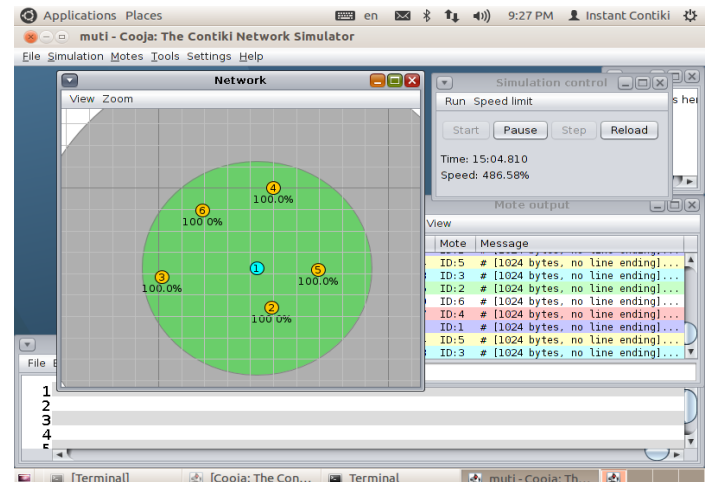 Applications Places en 9:27 PM Instant Contiki
muti - Cooja: The Contiki Network Simulator
File Simulation Motes Tools Settings Help
Network
View Zoom
4
100.0%
6
100.0%
1
5
100.0%
3
100.0%
2
100.0%
Simulation control
Run Speed limit
Start Pause Step Reload
Time: 15:04.810
Speed: 486.58%
Mote output
View
Mote Message
ID:5 # [1024 bytes, no line ending]...
ID:3 # [1024 bytes, no line ending]...
ID:2 # [1024 bytes, no line ending]...
ID:6 # [1024 bytes, no line ending]...
ID:4 # [1024 bytes, no line ending]...
ID:1 # [1024 bytes, no line ending]...
ID:5 # [1024 bytes, no line ending]...
ID:3 # [1024 bytes, no line ending]...
File
1
2
3
4
[Terminal] [Cooja: The Con... Terminal muti - Cooja: Th...